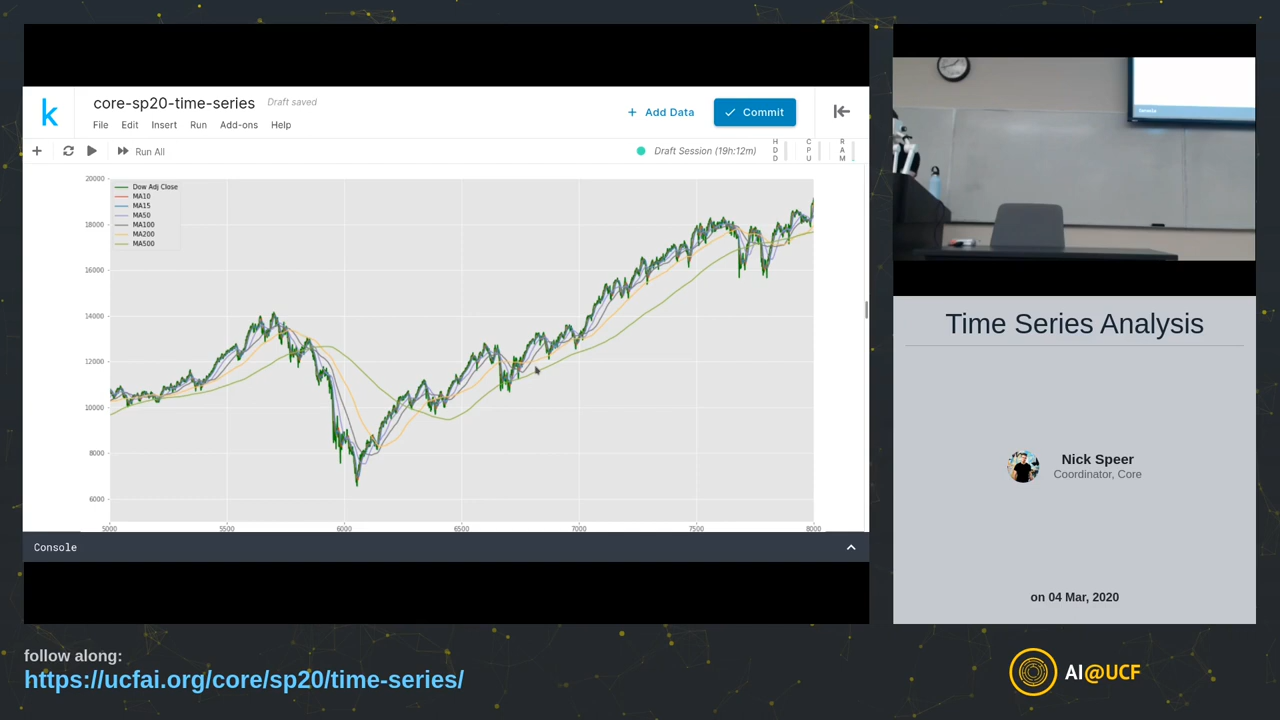 k
core-sp20-time-series
Draft saved
File
Edit
Insert
Run
Add-ons
Help
+ Add Data
Commit
Run All
Draft Session (19h:12m)
HDD
CPU
RAM
20000
18000
16000
14000
12000
10000
8000
6000
Dow Adj Close
MA10
MA15
MA50
MA100
MA200
MA500
5000
5500
6000
6500
7000
7500
8000
Console
Time Series Analysis
Nick Speer
Coordinator, Core
on 04 Mar, 2020
follow along:
https://ucfai.org/core/sp20/time-series/
AI@UCF